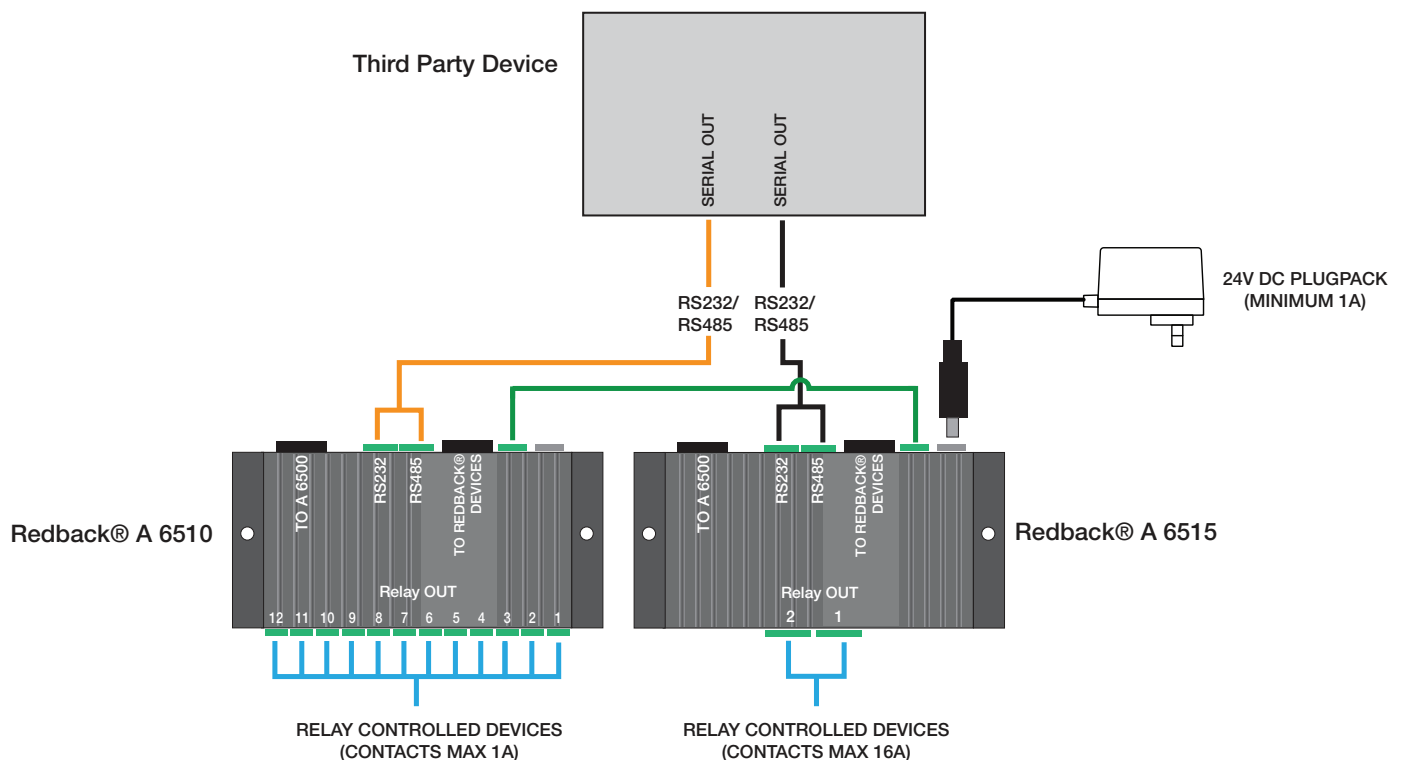 Third Party Device
SERIAL OUT
SERIAL OUT
RS232/
RS485
RS232/
RS485
24V DC PLUGPACK
(MINIMUM 1A)
Redback® A 6510
TO A 6500
RS232
RS485
TO REDBACK®
DEVICES
Relay OUT
12 11 10 9 8 7 6 5 4 3 2 1
TO A 6500
RS232
RS485
TO REDBACK®
DEVICES
Relay OUT
2 1
Redback® A 6515
RELAY CONTROLLED DEVICES
(CONTACTS MAX 1A)
RELAY CONTROLLED DEVICES
(CONTACTS MAX 16A)